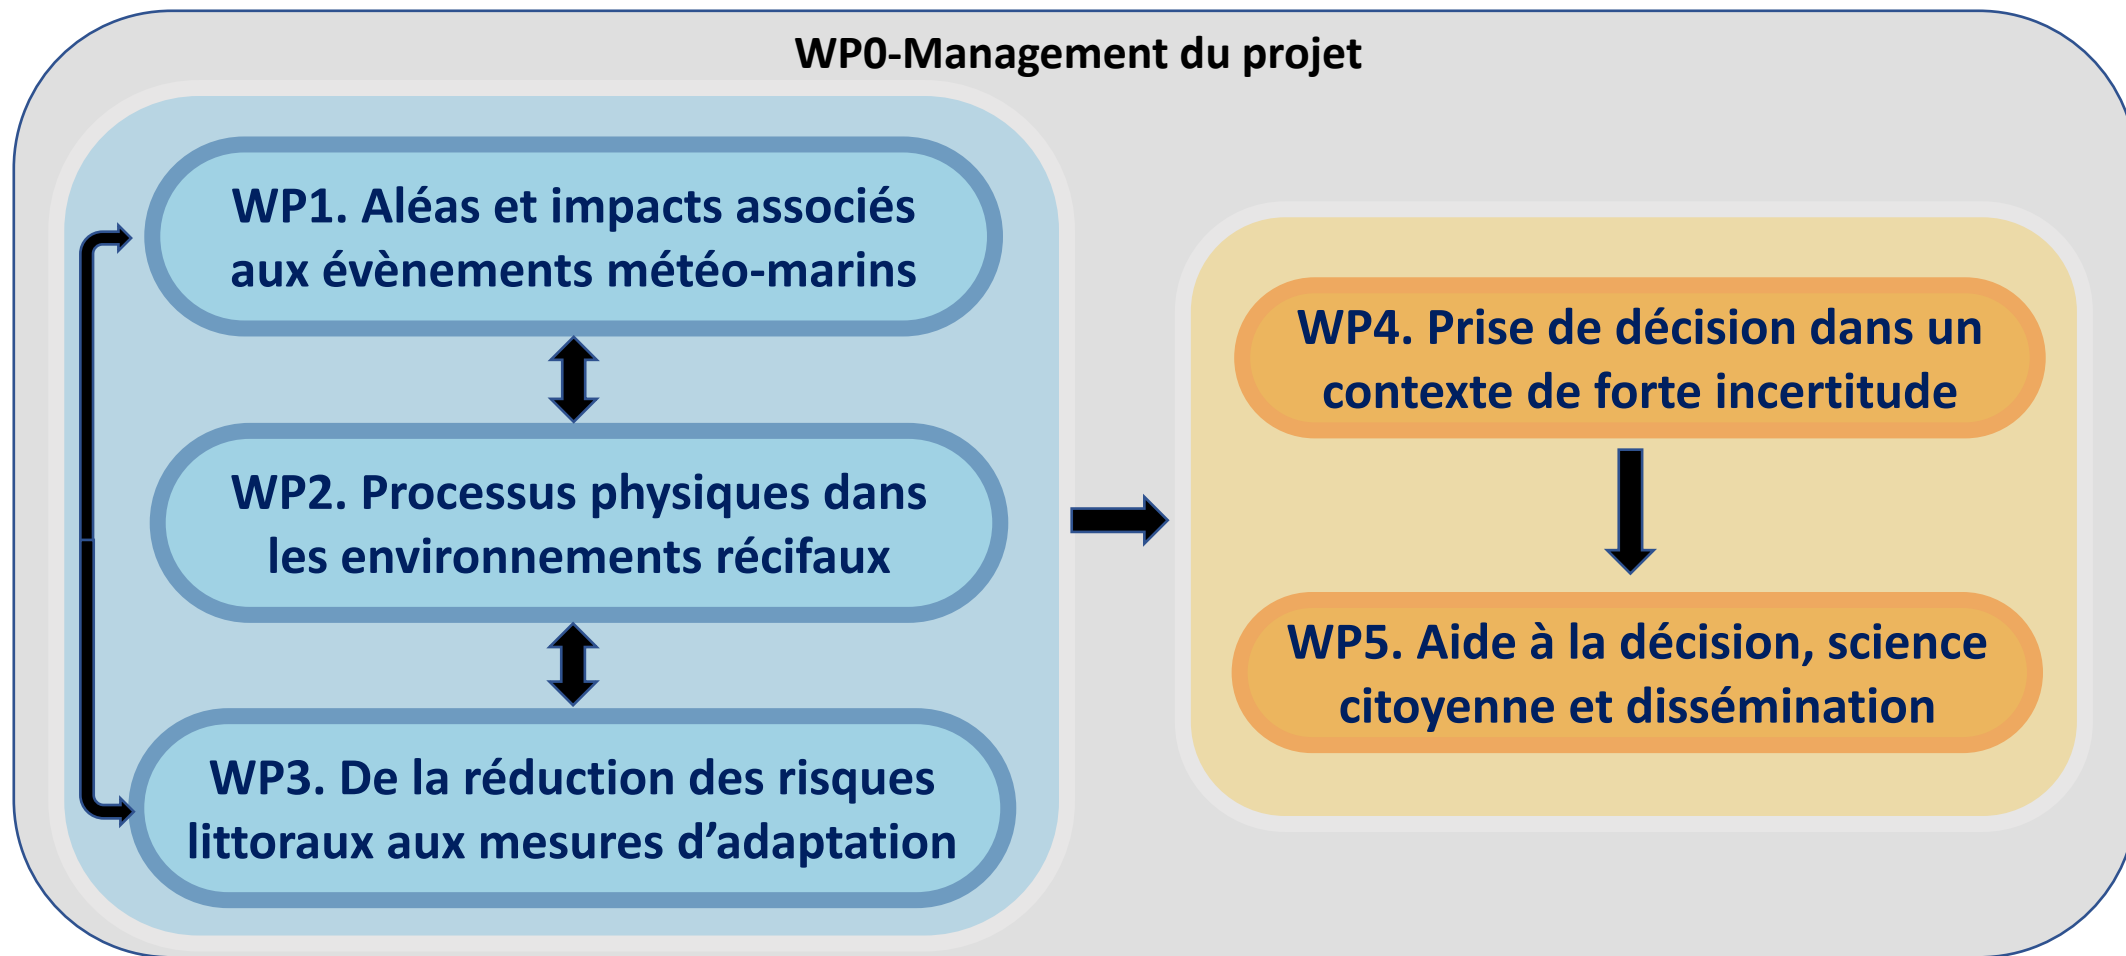 WP0-Management du projet
WP1. Aléas et impacts associés
aux évènements météo-marins
WP2. Processus physiques dans
les environnements récifaux
WP3. De la réduction des risques
littoraux aux mesures d’adaptation
WP4. Prise de décision dans un
contexte de forte incertitude
WP5. Aide à la décision, science
citoyenne et dissémination